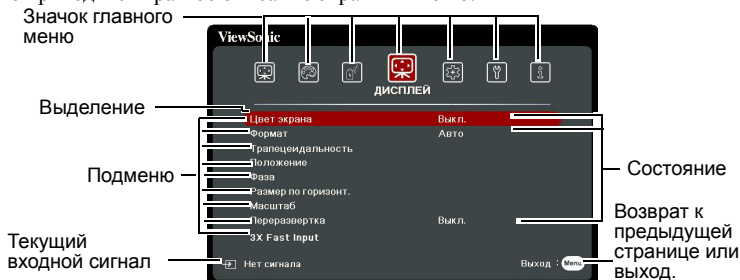 Значок главного
меню
ViewSonic
ДИСПЛЕЙ
Выделение
Цвет экрана Выкл.
Формат Авто
Трапецеидальность
Положение
Фаза
Размер по горизонт.
Масштаб
Переразвертка Выкл.
3X Fast Input
Подменю
Состояние
Текущий
входной сигнал
Нет сигнала
Выход : Menu
Возврат к
предыдущей
странице или
выход.